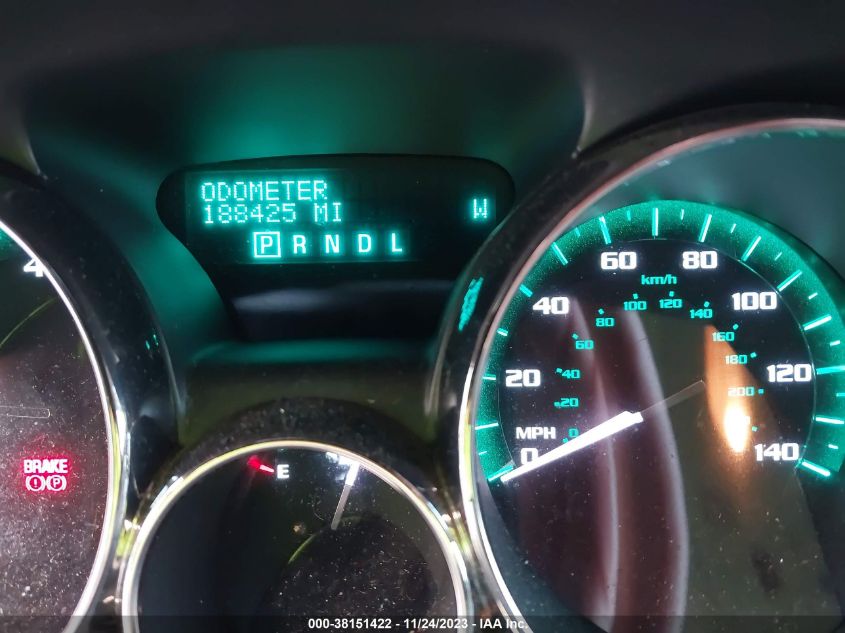 ODOMETER
188425 MI
W
P R N D L
4
BRAKE
(!) (P)
E
60 80
km/h
40 100
100 120
80 140
60 160
20 120
40 180
20 200
MPH 0
0 140
000-38151422 - 11/24/2023 - IAA Inc.